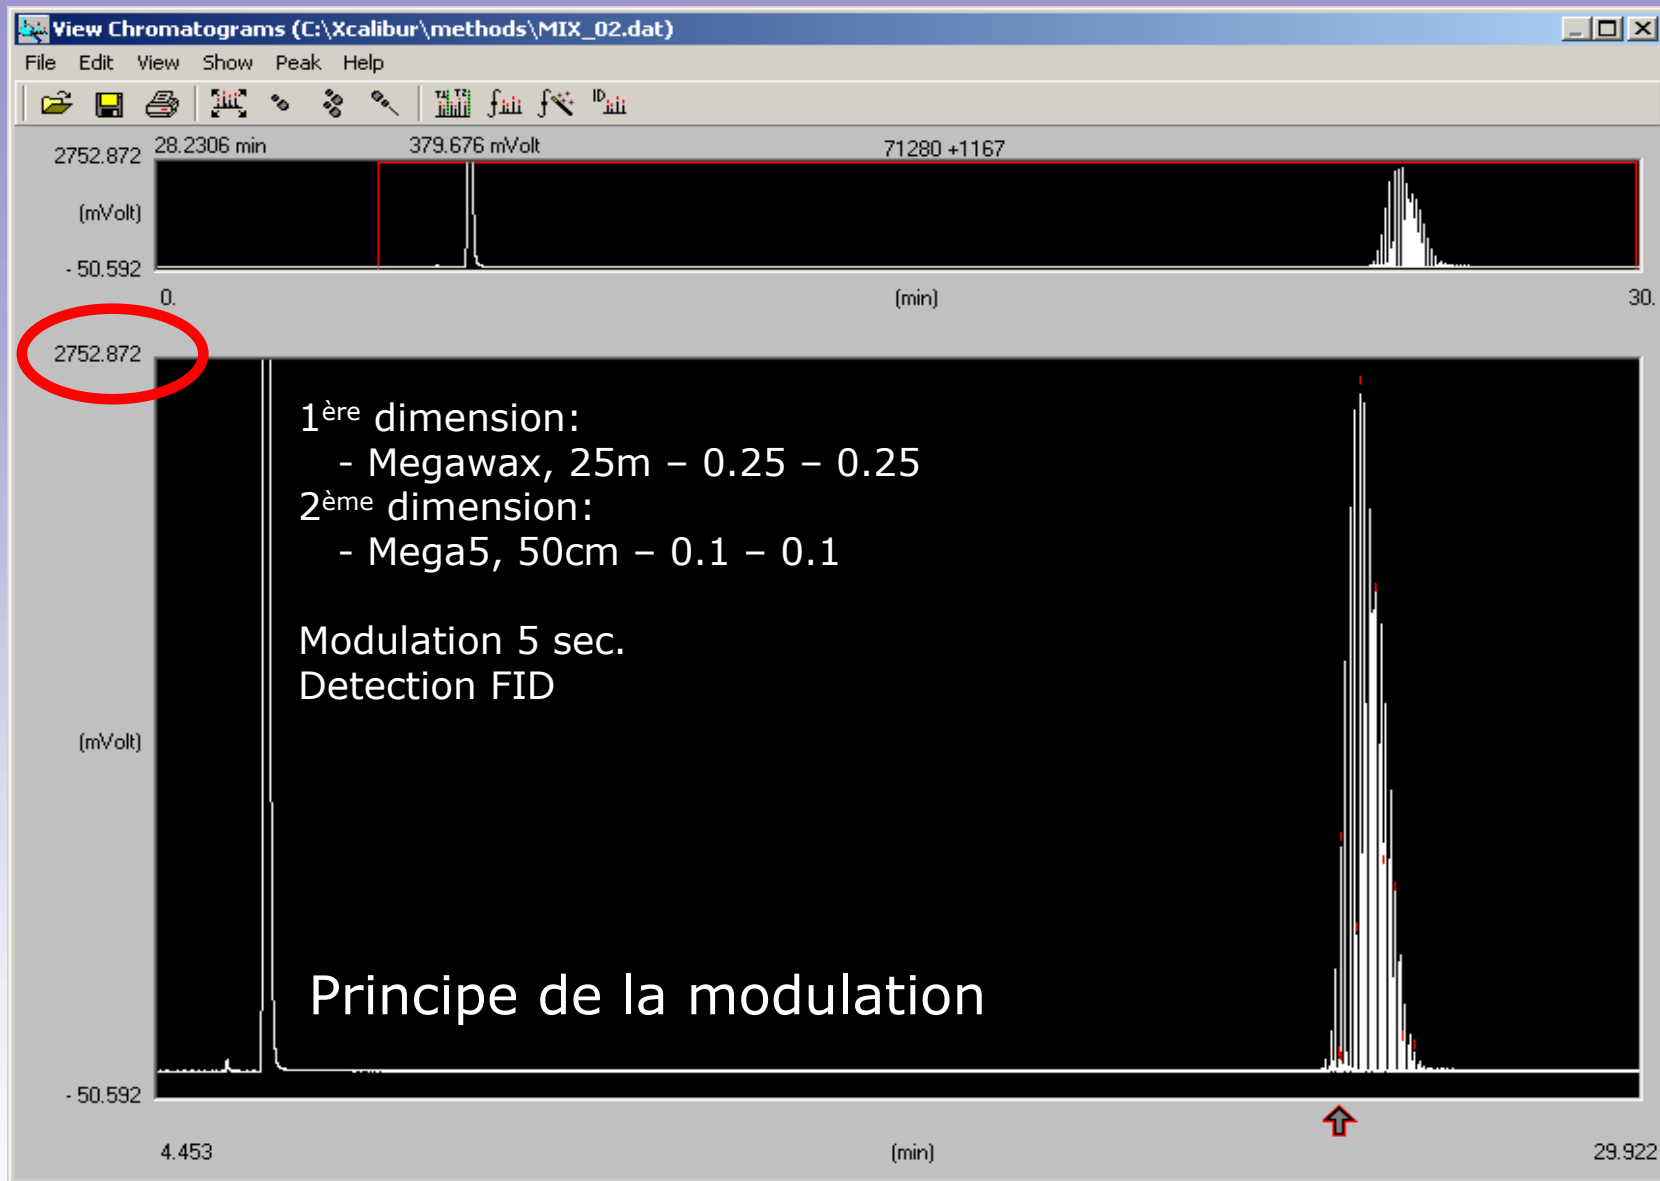 View Chromatograms (C:\Xcalibur\methods\MIX_02.dat)
File Edit View Show Peak Help
T1 T2 ID
28.2306 min 379.676 mVolt 71280 +1167
2752.872
(mVolt)
- 50.592
0. (min) 30.
2752.872
1ère dimension:
- Megawax, 25m – 0.25 – 0.25
2ème dimension:
- Mega5, 50cm – 0.1 – 0.1
Modulation 5 sec.
Detection FID
(mVolt)
Principe de la modulation
- 50.592
4.453 (min) 29.922